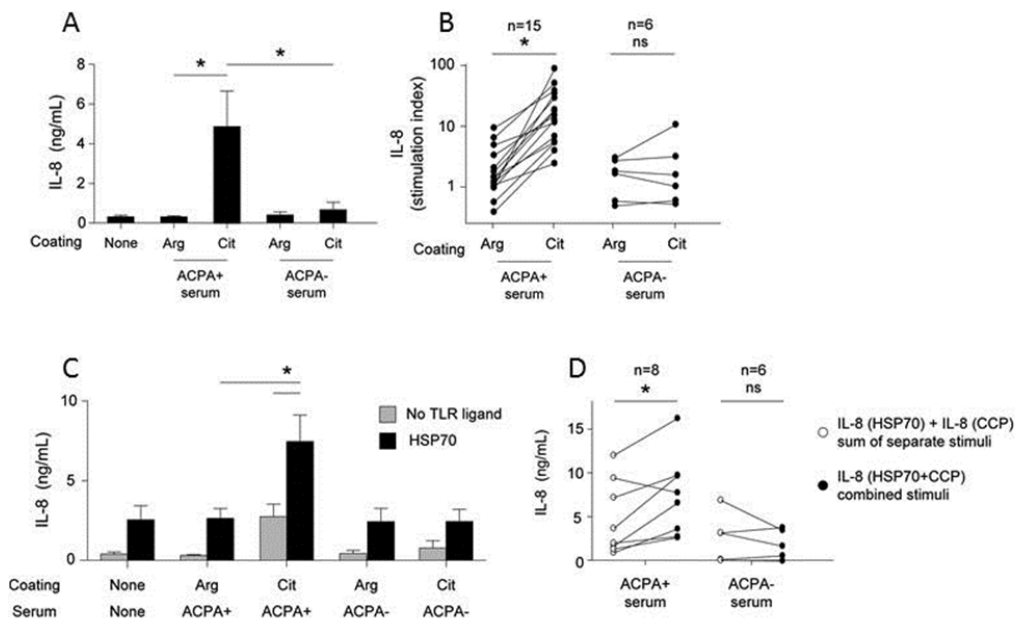 A
* *
8
6
4
2
0
IL-8 (ng/mL)
Coating None Arg Cit Arg Cit
ACPA+ ACPA-
serum serum
B
n=15 n=6
* ns
100
10
1
IL-8
(stimulation index)
Coating Arg Cit Arg Cit
ACPA+ ACPA-
serum serum
C
*
10
5
0
IL-8 (ng/mL)
No TLR ligand
HSP70
Coating None Arg Cit Arg Cit
Serum None ACPA+ ACPA+ ACPA- ACPA-
D
n=8 n=6
* ns
15
10
5
0
IL-8 (ng/mL)
ACPA+ ACPA-
serum serum
IL-8 (HSP70) + IL-8 (CCP)
sum of separate stimuli
IL-8 (HSP70+CCP)
combined stimuli